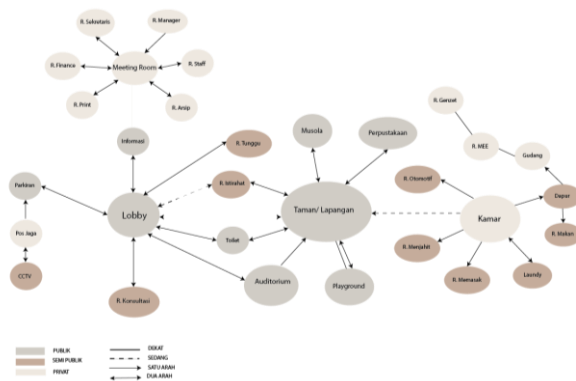 R. Sekretaris
R. Manager
R. Finance
Meeting Room
R. Staff
R. Print
R. Arsip
Informasi
R. Tunggu
Musola
Perpustakaan
R. Genset
R. MEE
Gudang
Parkiran
Lobby
R. Istirahat
Taman/ Lapangan
R. Otomotif
Kamar
Dapur
R. Makan
Pos Jaga
Toilet
CCTV
R. Konsultasi
Auditorium
Playground
R. Menjahit
R. Memasak
Laundy
PUBLIK
SEMI PUBLIK
PRIVAT
DEKAT
SEDANG
SATU ARAH
DUA ARAH